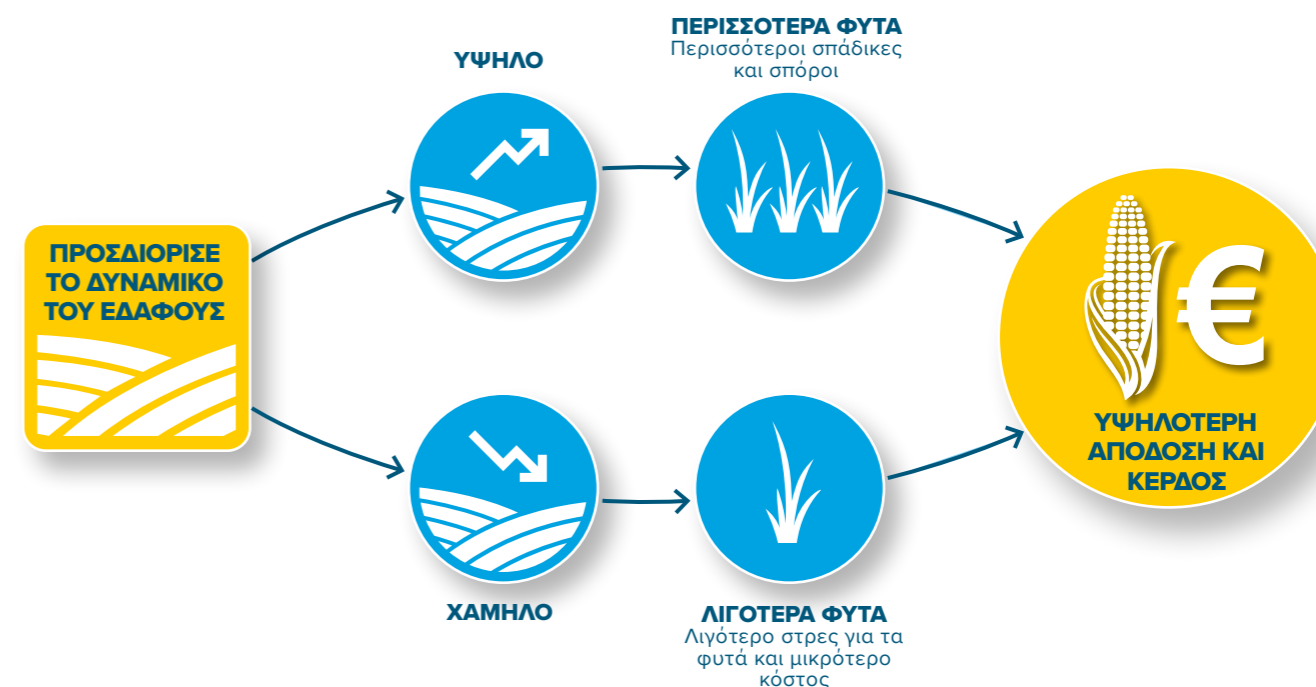 ΠΡΟΣΔΙΟΡΙΣΕ
ΤΟ ΔΥΝΑΜΙΚΟ
ΤΟΥ ΕΔΑΦΟΥΣ
ΥΨΗΛΟ
ΠΕΡΙΣΣΟΤΕΡΑ ΦΥΤΑ
Περισσότεροι σπάδικες
και σπόροι
ΧΑΜΗΛΟ
ΛΙΓΟΤΕΡΑ ΦΥΤΑ
Λιγότερο στρες για τα
φυτά και μικρότερο
κόστος
€
ΥΨΗΛΟΤΕΡΗ
ΑΠΟΔΟΣΗ ΚΑΙ
ΚΕΡΔΟΣ